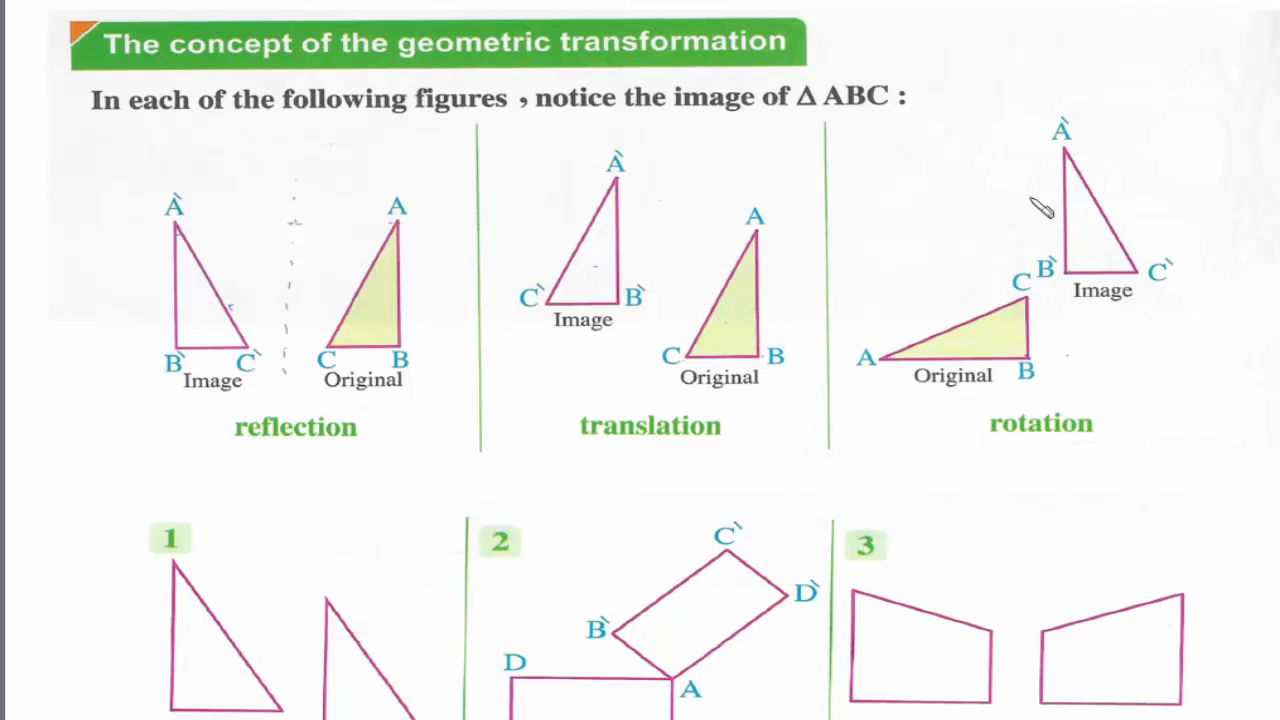 The concept of the geometric transformation
In each of the following figures , notice the image of Δ ABC :
A` A
B` C` C B
Image Original
reflection
A`
A
C` B`
Image
C B
Original
translation
A`
B` C`
Image
C
A B
Original
rotation
1
2
C`
D`
B`
D
A
3